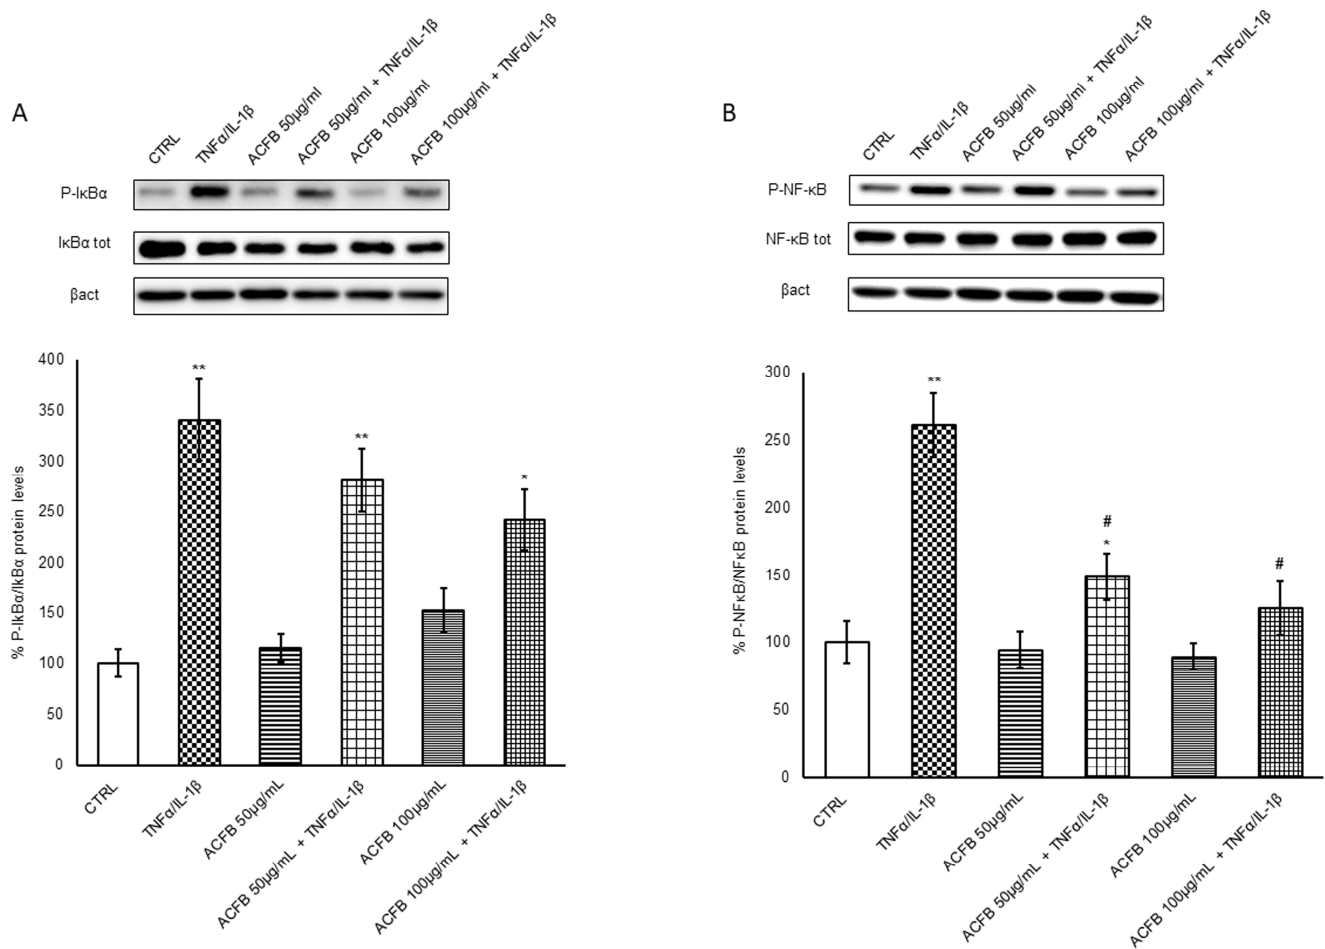 A
CTRL
TNFα/IL-1β
ACFB 50µg/ml
ACFB 50µg/ml + TNFα/IL-1β
ACFB 100µg/ml
ACFB 100µg/ml + TNFα/IL-1β
P-IκBα
IκBα tot
βact
% P-IkBα/IkBα protein levels
400
350
300
250
200
150
100
50
0
**
**
*
CTRL
TNFα/IL-1β
ACFB 50µg/mL
ACFB 50µg/mL + TNFα/IL-1β
ACFB 100µg/mL
ACFB 100µg/mL + TNFα/IL-1β
B
CTRL
TNFα/IL-1β
ACFB 50µg/ml
ACFB 50µg/ml + TNFα/IL-1β
ACFB 100µg/ml
ACFB 100µg/ml + TNFα/IL-1β
P-NF-κB
NF-κB tot
βact
% P-NFκB/NFκB protein levels
300
250
200
150
100
50
0
**
#
*
#
CTRL
TNFα/IL-1β
ACFB 50µg/mL
ACFB 50µg/mL + TNFα/IL-1β
ACFB 100µg/mL
ACFB 100µg/mL + TNFα/IL-1β